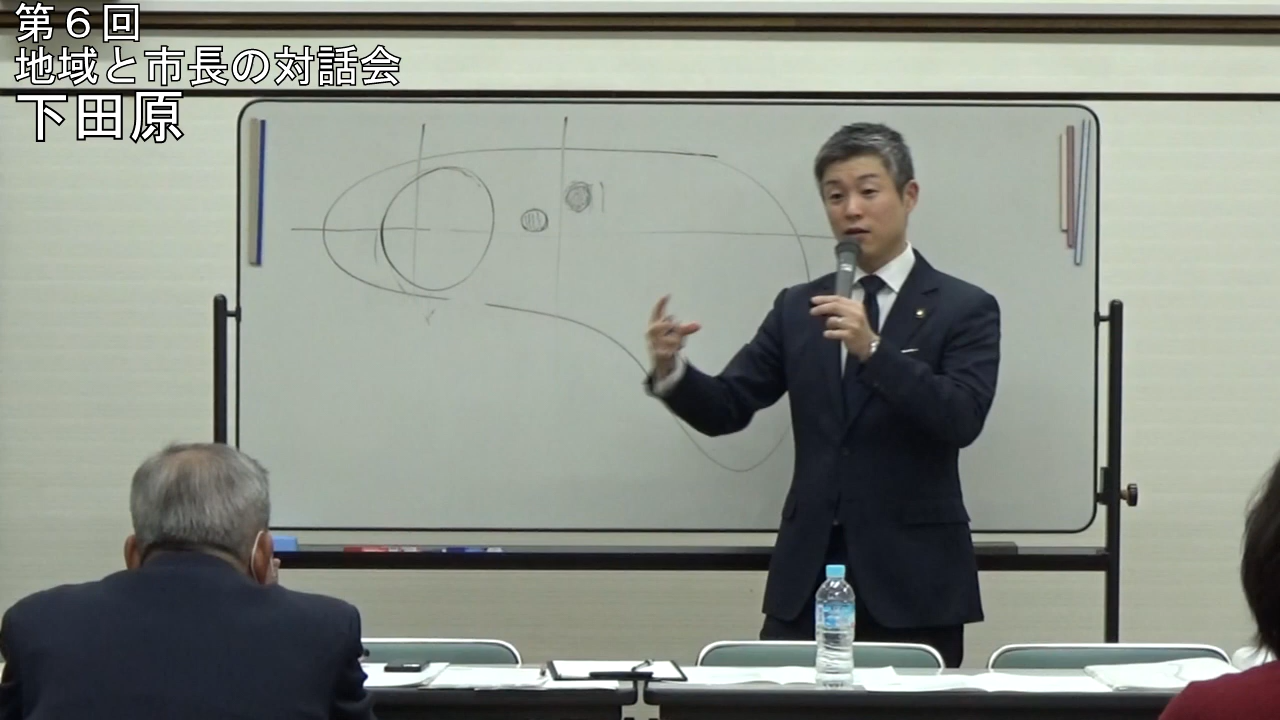 第６回
地域と市長の対話会
下田原